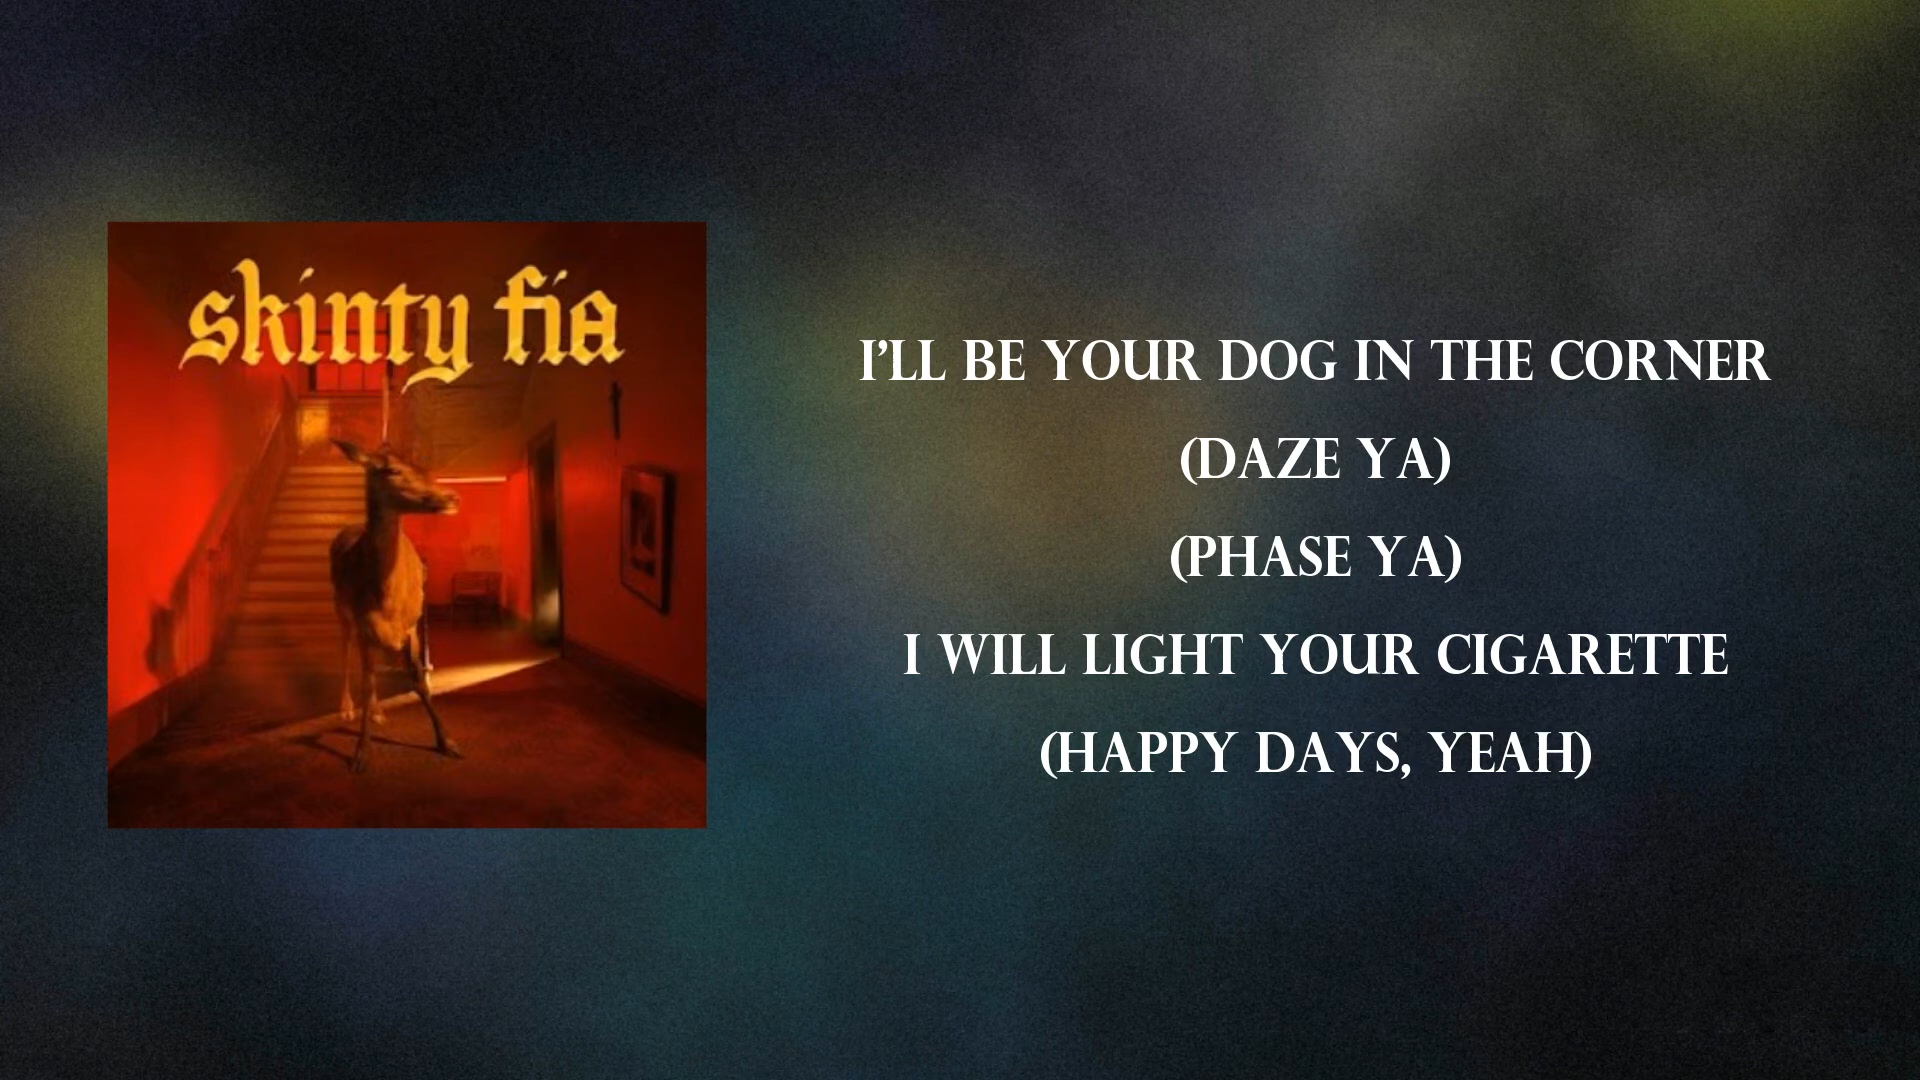 skinty fia
I'LL BE YOUR DOG IN THE CORNER
(DAZE YA)
(PHASE YA)
I WILL LIGHT YOUR CIGARETTE
(HAPPY DAYS, YEAH)